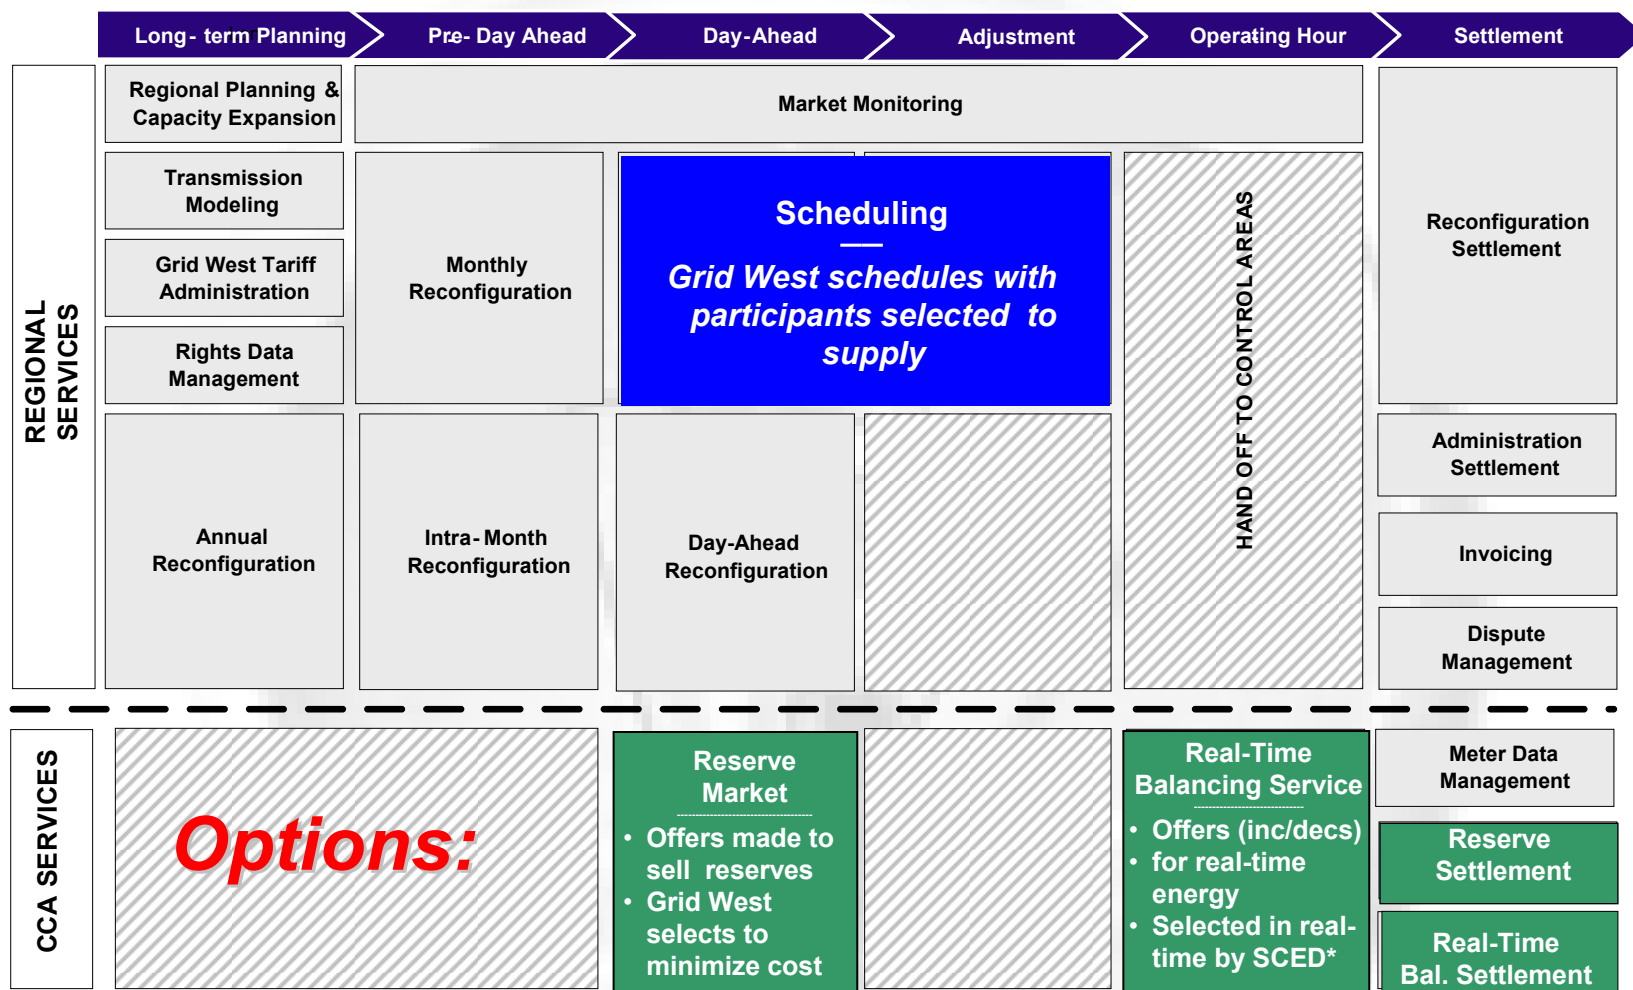 Long- term Planning
Pre- Day Ahead
Day-Ahead
Adjustment
Operating Hour
Settlement
REGIONAL
SERVICES
Regional Planning &
Capacity Expansion
Market Monitoring
Transmission
Modeling
Grid West Tariff
Administration
Rights Data
Management
Monthly
Reconfiguration
Scheduling
Grid West schedules with
participants selected to
supply
HAND OFF TO CONTROL AREAS
Reconfiguration
Settlement
Annual
Reconfiguration
Intra- Month
Reconfiguration
Day-Ahead
Reconfiguration
Administration
Settlement
Invoicing
Dispute
Management
CCA SERVICES
Options:
Reserve
Market
• Offers made to
sell reserves
• Grid West
selects to
minimize cost
Real-Time
Balancing Service
• Offers (inc/decs)
• for real-time
energy
• Selected in real-
time by SCED*
Meter Data
Management
Reserve
Settlement
Real-Time
Bal. Settlement